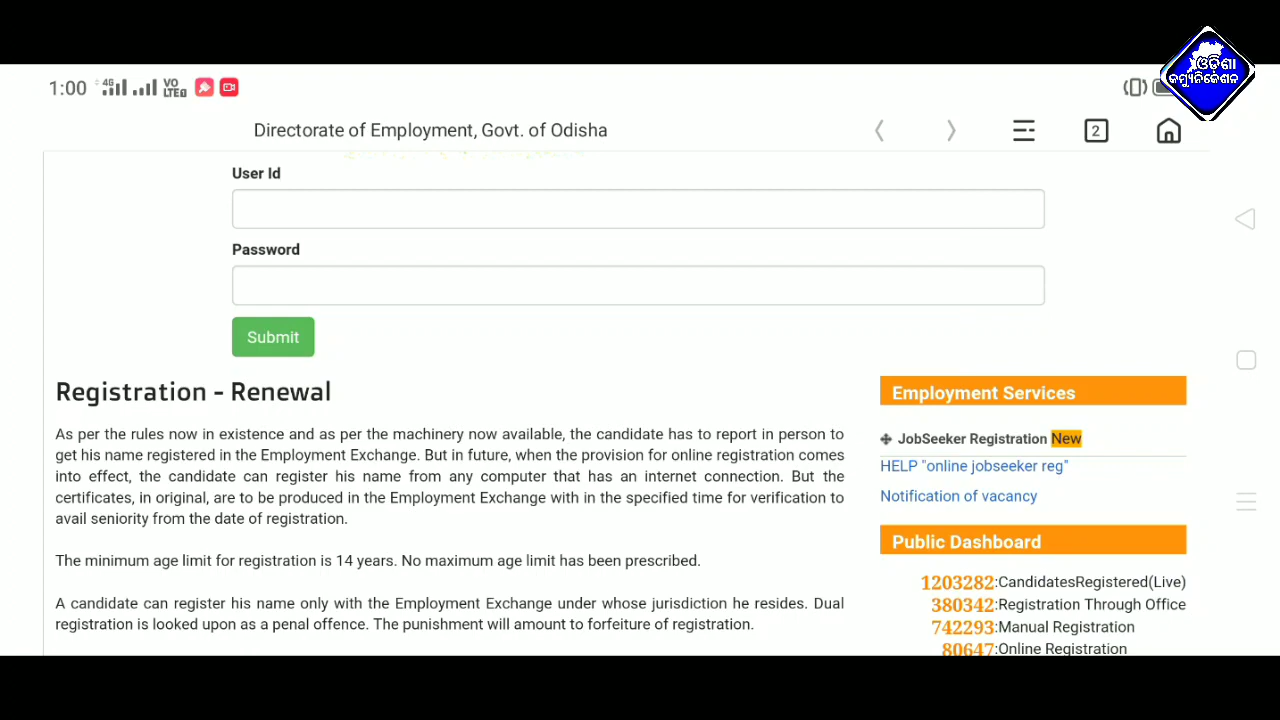 1:00 4G VO LTE
ଓଡ଼ିଶା
କମ୍ୟୁନିକେଶନ
Directorate of Employment, Govt. of Odisha
2
User Id
Password
Submit
Registration - Renewal
As per the rules now in existence and as per the machinery now available, the candidate has to report in person to
get his name registered in the Employment Exchange. But in future, when the provision for online registration comes
into effect, the candidate can register his name from any computer that has an internet connection. But the
certificates, in original, are to be produced in the Employment Exchange with in the specified time for verification to
avail seniority from the date of registration.
The minimum age limit for registration is 14 years. No maximum age limit has been prescribed.
A candidate can register his name only with the Employment Exchange under whose jurisdiction he resides. Dual
registration is looked upon as a penal offence. The punishment will amount to forfeiture of registration.
Employment Services
JobSeeker Registration New
HELP "online jobseeker reg"
Notification of vacancy
Public Dashboard
1203282:CandidatesRegistered(Live)
380342:Registration Through Office
742293:Manual Registration
80647:Online Registration